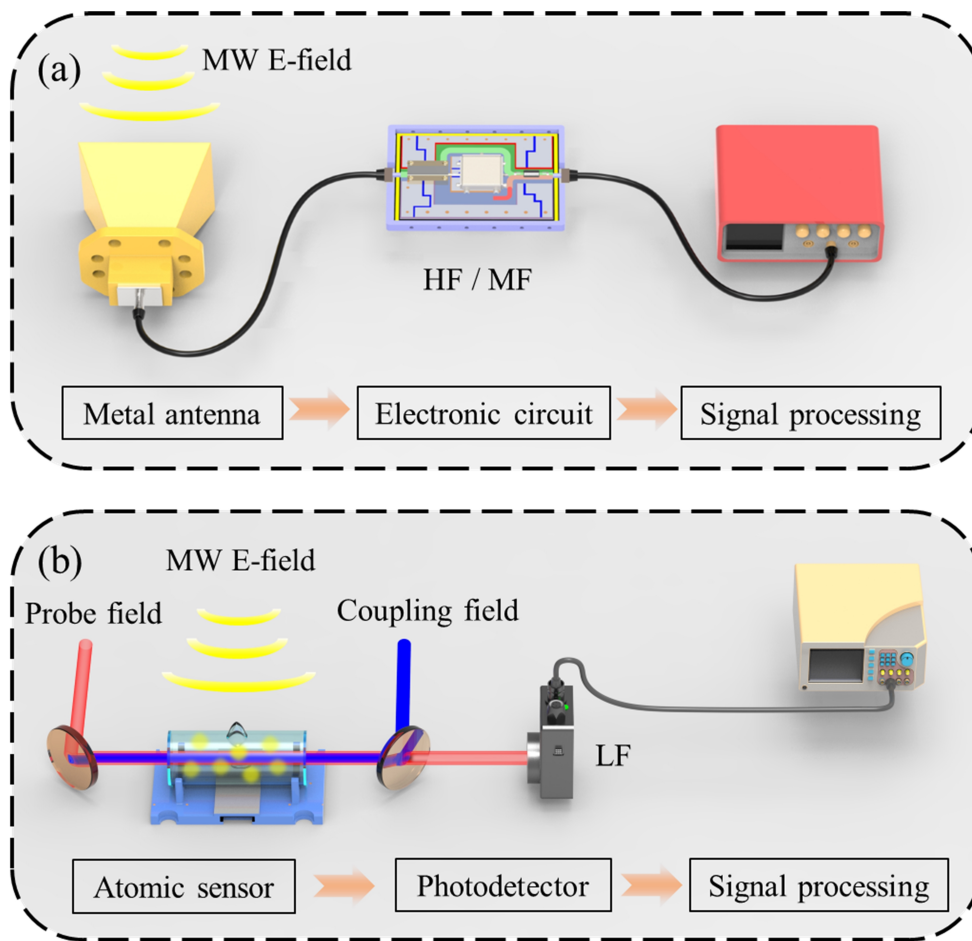 (a)
MW E-field
HF / MF
Metal antenna
Electronic circuit
Signal processing
(b)
MW E-field
Probe field
Coupling field
LF
Atomic sensor
Photodetector
Signal processing